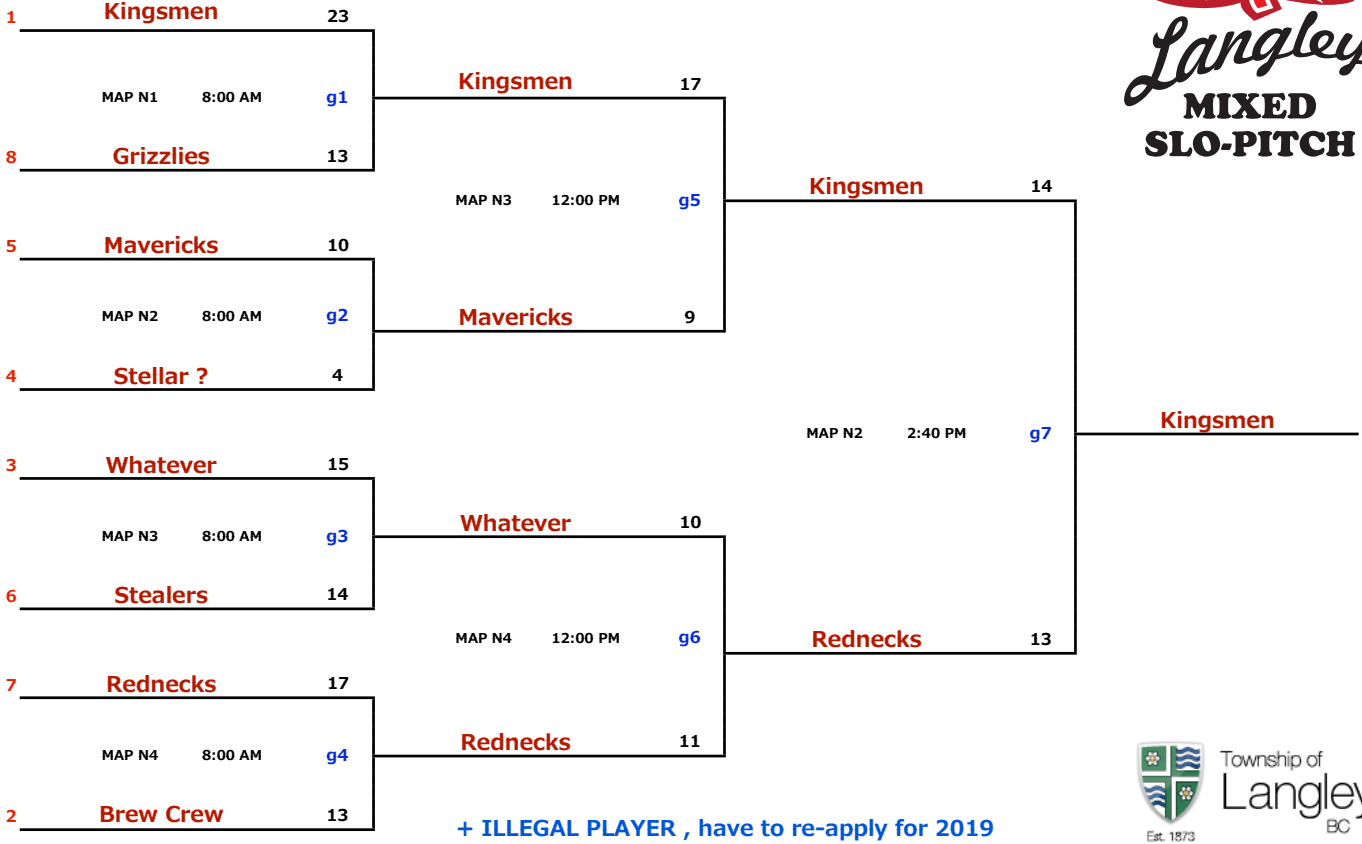 1 Kingsmen 23
MAP N1 8:00 AM g1
8 Grizzlies 13
5 Mavericks 10
MAP N2 8:00 AM g2
4 Stellar ? 4
3 Whatever 15
MAP N3 8:00 AM g3
6 Stealers 14
7 Rednecks 17
MAP N4 8:00 AM g4
2 Brew Crew 13
Kingsmen 17
MAP N3 12:00 PM g5
Mavericks 9
Whatever 10
MAP N4 12:00 PM g6
Rednecks 11
Kingsmen 14
MAP N2 2:40 PM g7
Rednecks 13
Kingsmen
+ ILLEGAL PLAYER , have to re-apply for 2019
Langley
MIXED
SLO-PITCH
Township of
Langley
BC
Est. 1873